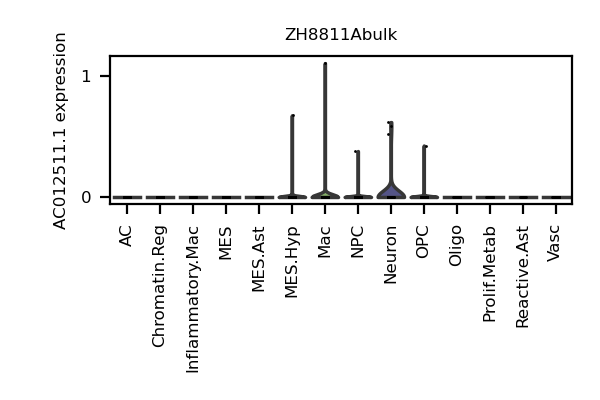 ZH8811Abulk
AC012511.1 expression
1
0
AC
Chromatin.Reg
Inflammatory.Mac
MES
MES.Ast
MES.Hyp
Mac
NPC
Neuron
OPC
Oligo
Prolif.Metab
Reactive.Ast
Vasc